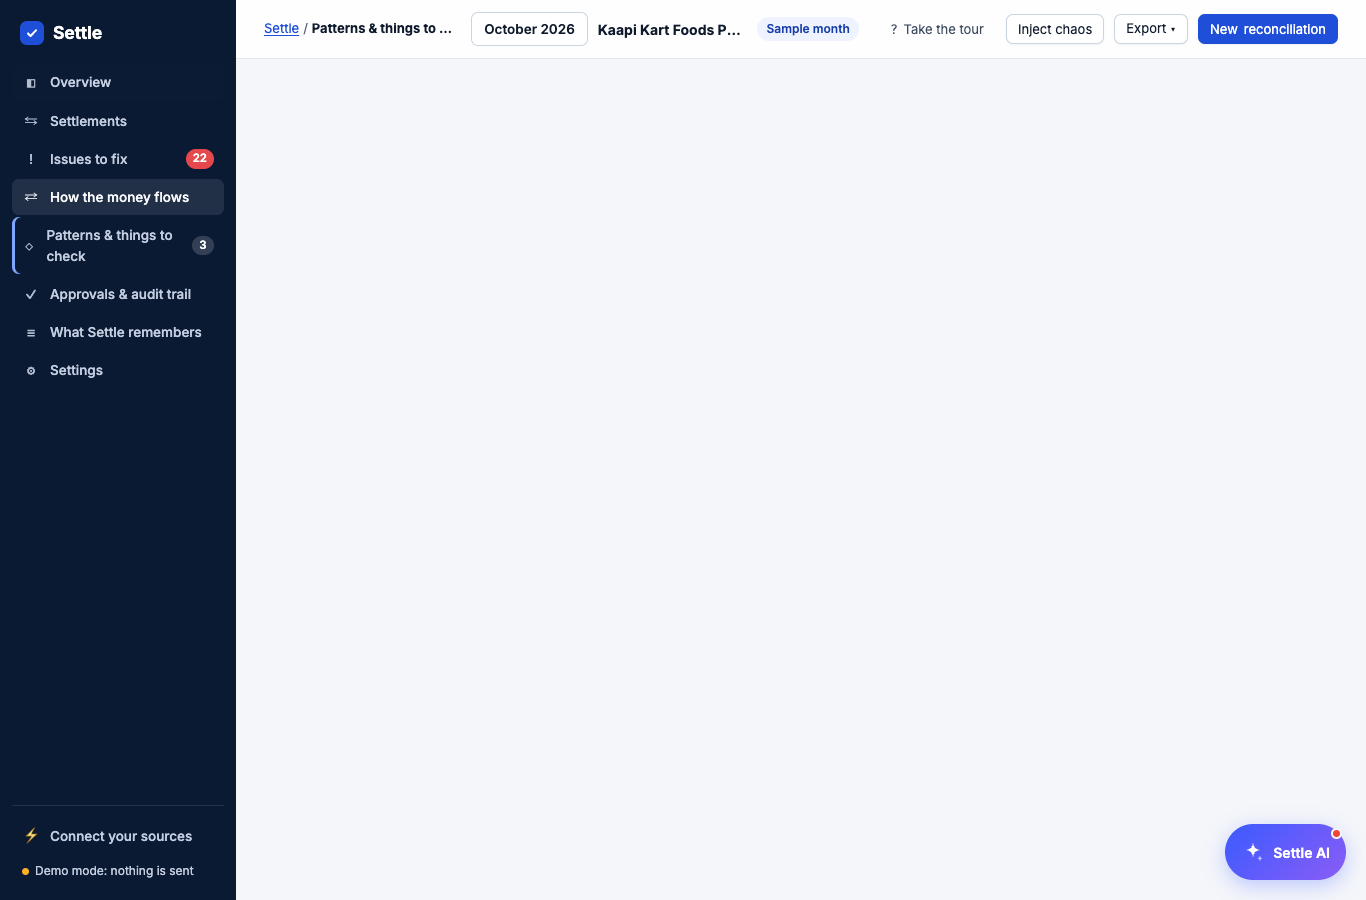 Settle
Overview
Settlements
Issues to fix 22
How the money flows
Patterns & things to
check 3
Approvals & audit trail
What Settle remembers
Settings
Connect your sources
Demo mode: nothing is sent
Settle / Patterns & things to ... October 2026 Kaapi Kart Foods P... Sample month ? Take the tour Inject chaos Export New reconciliation
Settle AI